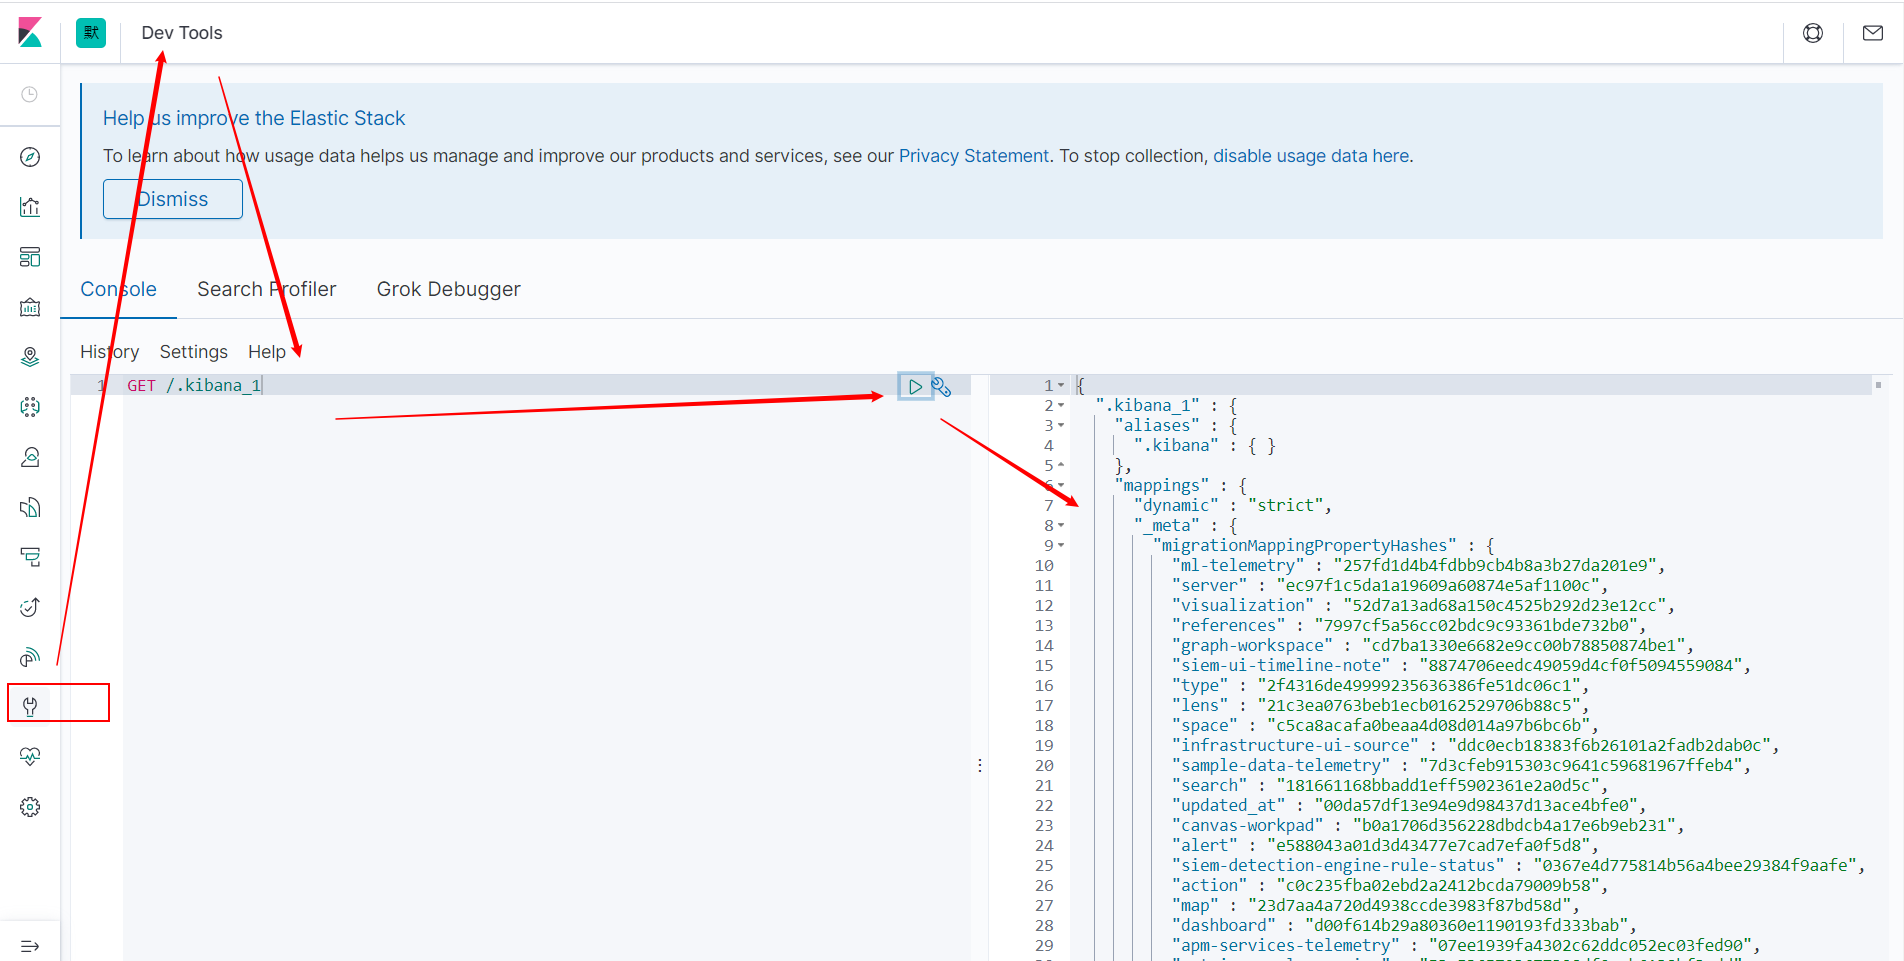 默 Dev Tools
Help us improve the Elastic Stack
To learn about how usage data helps us manage and improve our products and services, see our Privacy Statement. To stop collection, disable usage data here.
Dismiss
Console Search Profiler Grok Debugger
History Settings Help
1 GET /.kibana_1
1 {
2 ".kibana_1" : {
3 "aliases" : {
4 ".kibana" : { }
5 },
6 "mappings" : {
7 "dynamic" : "strict",
8 "_meta" : {
9 "migrationMappingPropertyHashes" : {
10 "ml-telemetry" : "257fd1d4b4fdbb9cb4b8a3b27da201e9",
11 "server" : "ec97f1c5da1a19609a60874e5af1100c",
12 "visualization" : "52d7a13ad68a150c4525b292d23e12cc",
13 "references" : "7997cf5a56cc02bdc9c93361bde732b0",
14 "graph-workspace" : "cd7ba1330e6682e9cc00b78850874be1",
15 "siem-ui-timeline-note" : "8874706eedc49059d4cf0f5094559084",
16 "type" : "2f4316de49999235636386fe51dc06c1",
17 "lens" : "21c3ea0763beb1ecb0162529706b88c5",
18 "space" : "c5ca8acafa0beaa4d08d014a97b6bc6b",
19 "infrastructure-ui-source" : "ddc0ecb18383f6b26101a2fadb2dab0c",
20 "sample-data-telemetry" : "7d3cfeb915303c9641c59681967ffeb4",
21 "search" : "181661168bbadd1eff5902361e2a0d5c",
22 "updated_at" : "00da57df13e94e9d98437d13ace4bfe0",
23 "canvas-workpad" : "b0a1706d356228dbdcb4a17e6b9eb231",
24 "alert" : "e588043a01d3d43477e7cad7efa0f5d8",
25 "siem-detection-engine-rule-status" : "0367e4d775814b56a4bee29384f9aafe",
26 "action" : "c0c235fba02ebd2a2412bcda79009b58",
27 "map" : "23d7aa4a720d4938ccde3983f87bd58d",
28 "dashboard" : "d00f614b29a80360e1190193fd333bab",
29 "apm-services-telemetry" : "07ee1939fa4302c62ddc052ec03fed90",